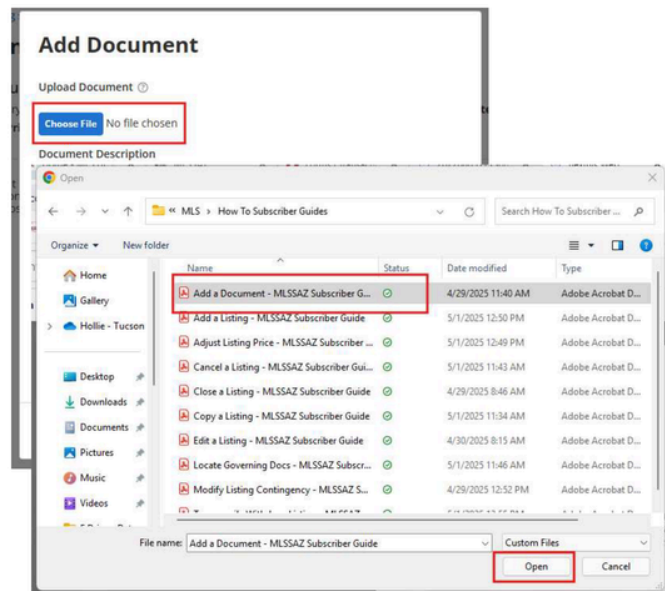 Add Document
Upload Document
Choose File No file chosen
Document Description
Open
« MLS > How To Subscriber Guides
Search How To Subscriber ...
Organize New folder
Name Status Date modified Type
Home
Gallery
Hollie - Tucson
Desktop
Downloads
Documents
Pictures
Music
Videos
Add a Document - MLSSAZ Subscriber G... 4/29/2025 11:40 AM Adobe Acrobat D...
Add a Listing - MLSSAZ Subscriber Guide 5/1/2025 12:50 PM Adobe Acrobat D...
Adjust Listing Price - MLSSAZ Subscriber ... 5/1/2025 12:49 PM Adobe Acrobat D...
Cancel a Listing - MLSSAZ Subscriber Gui... 5/1/2025 11:43 AM Adobe Acrobat D...
Close a Listing - MLSSAZ Subscriber Guide 4/29/2025 8:46 AM Adobe Acrobat D...
Copy a Listing - MLSSAZ Subscriber Guide 5/1/2025 11:34 AM Adobe Acrobat D...
Edit a Listing - MLSSAZ Subscriber Guide 4/30/2025 8:15 AM Adobe Acrobat D...
Locate Governing Docs - MLSSAZ Subscr... 5/1/2025 11:46 AM Adobe Acrobat D...
Modify Listing Contingency - MLSSAZ S... 4/29/2025 12:52 PM Adobe Acrobat D...
File name: Add a Document - MLSSAZ Subscriber Guide Custom Files
Open Cancel